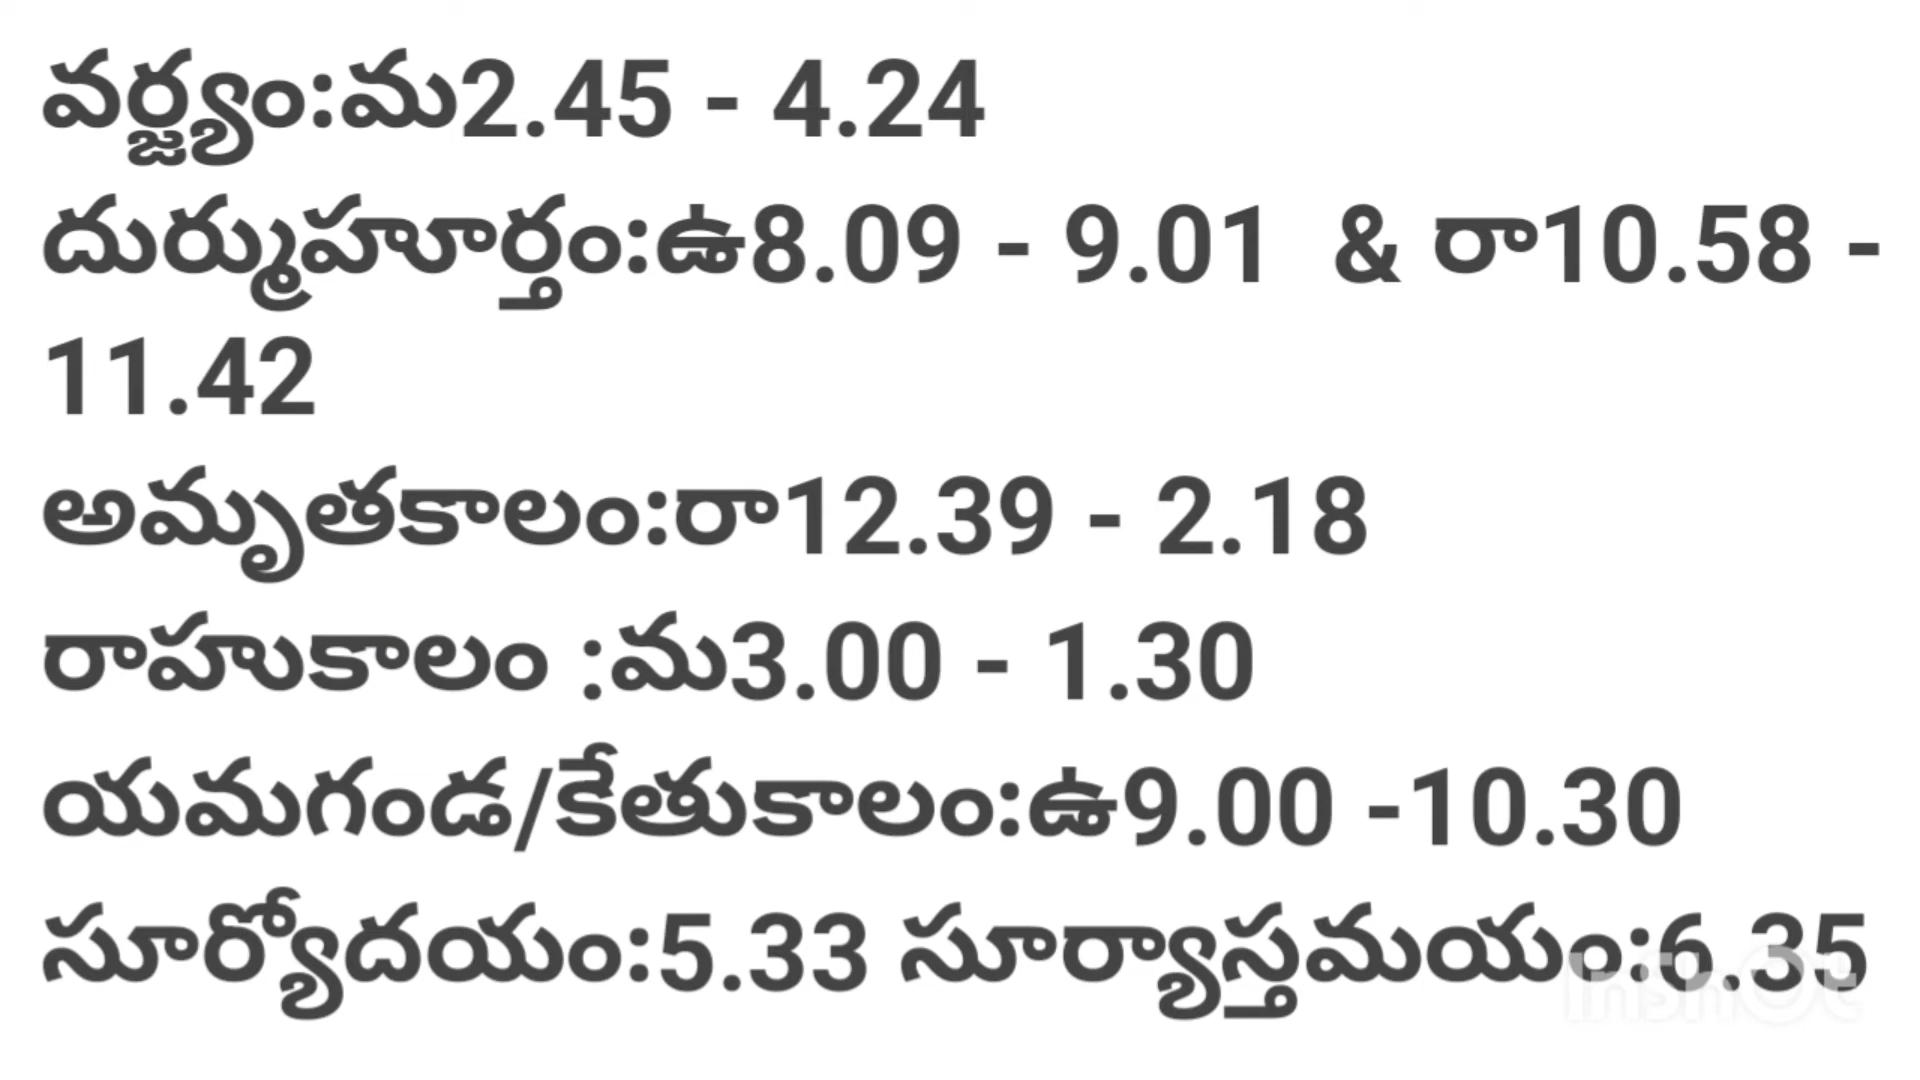 వర్జ్యం:మ2.45 - 4.24
దుర్ముహూర్తం:ఉ8.09 - 9.01  & రా10.58 -
11.42
అమృతకాలం:రా12.39 - 2.18
రాహుకాలం :మ3.00 - 1.30
యమగండ/కేతుకాలం:ఉ9.00 -10.30
సూర్యోదయం:5.33 సూర్యాస్తమయం:6.35
InShOt